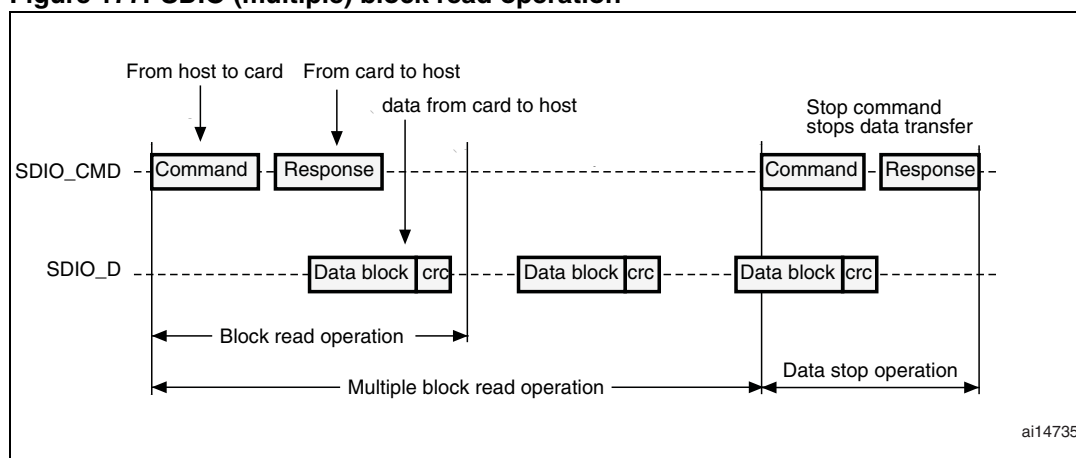 Figure 177. SDIO (multiple) block read operation
From host to card
From card to host
data from card to host
Stop command
stops data transfer
SDIO_CMD
Command
Response
Command
Response
SDIO_D
Data block
crc
Data block
crc
Data block
crc
Block read operation
Data stop operation
Multiple block read operation
ai14735